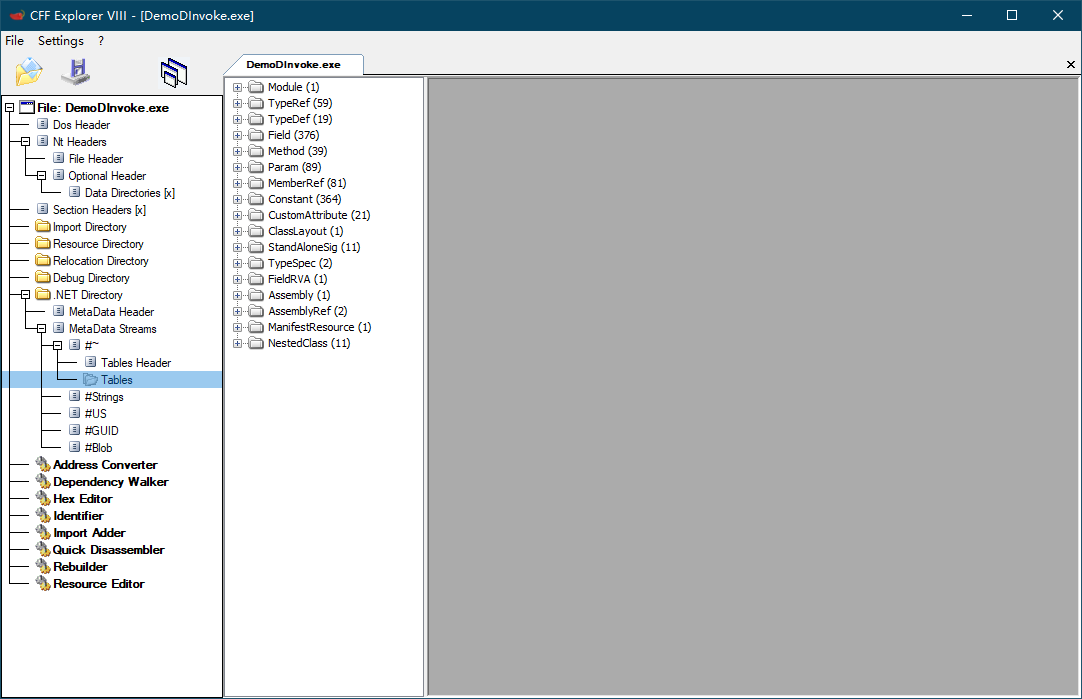 CFF Explorer VIII - [DemoDInvoke.exe]
File Settings ?
DemoDInvoke.exe
File: DemoDInvoke.exe
Dos Header
Nt Headers
File Header
Optional Header
Data Directories [x]
Section Headers [x]
Import Directory
Resource Directory
Relocation Directory
Debug Directory
.NET Directory
MetaData Header
MetaData Streams
#~
Tables Header
Tables
#Strings
#US
#GUID
#Blob
Address Converter
Dependency Walker
Hex Editor
Identifier
Import Adder
Quick Disassembler
Rebuilder
Resource Editor
Module (1)
TypeRef (59)
TypeDef (19)
Field (376)
Method (39)
Param (89)
MemberRef (81)
Constant (364)
CustomAttribute (21)
ClassLayout (1)
StandAloneSig (11)
TypeSpec (2)
FieldRVA (1)
Assembly (1)
AssemblyRef (2)
ManifestResource (1)
NestedClass (11)